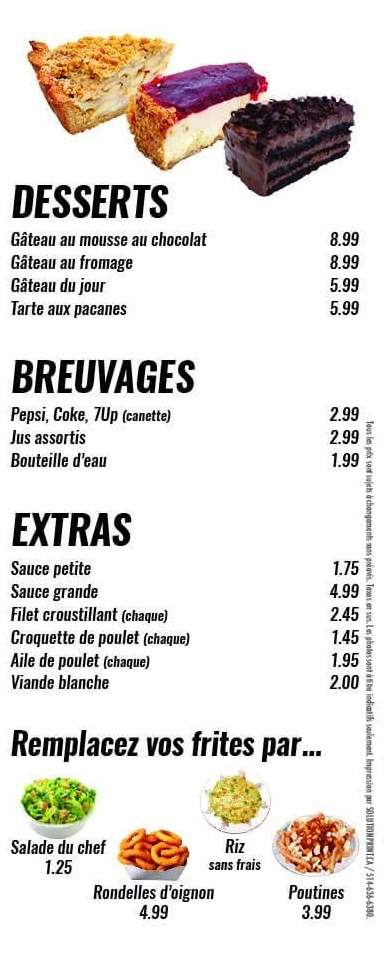 DESSERTS
Gâteau au mousse au chocolat 8.99
Gâteau au fromage 8.99
Gâteau du jour 5.99
Tarte aux pacanes 5.99
BREUVAGES
Pepsi, Coke, 7Up (canette) 2.99
Jus assortis 2.99
Bouteille d'eau 1.99
EXTRAS
Sauce petite 1.75
Sauce grande 4.99
Filet croustillant (chaque) 2.45
Croquette de poulet (chaque) 1.45
Aile de poulet (chaque) 1.95
Viande blanche 2.00
Remplacez vos frites par...
Salade du chef
1.25
Rondelles d'oignon
4.99
Riz
sans frais
Poutines
3.99
Tous les prix sont sujets à changements sans préavis. Taxes en sus. Les photos sont à titre indicatifs seulement. Impression par SOLUTIONPRINT.CA / 514-636-6380.